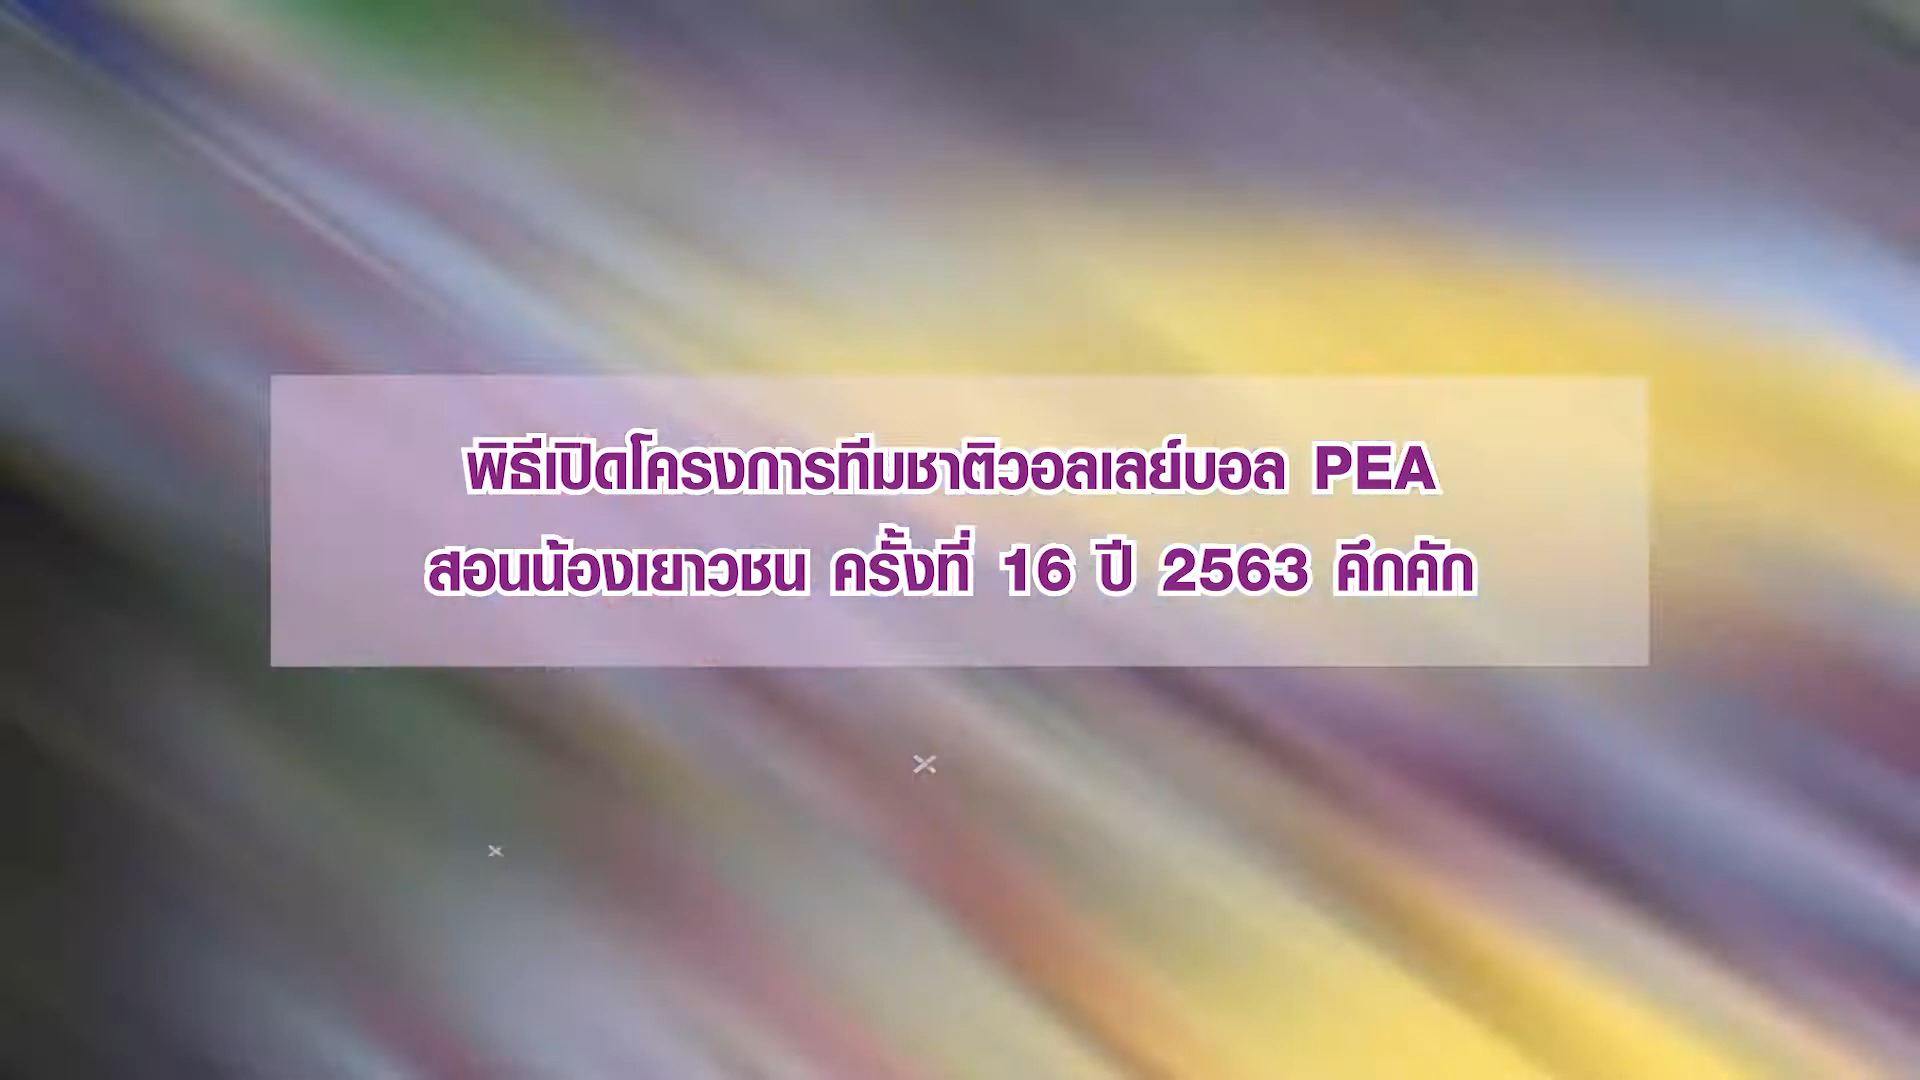 พิธีเปิดโครงการทีมชาติวอลเลย์บอล PEA
สอนน้องเยาวชน ครั้งที่ 16 ปี 2563 คึกคัก